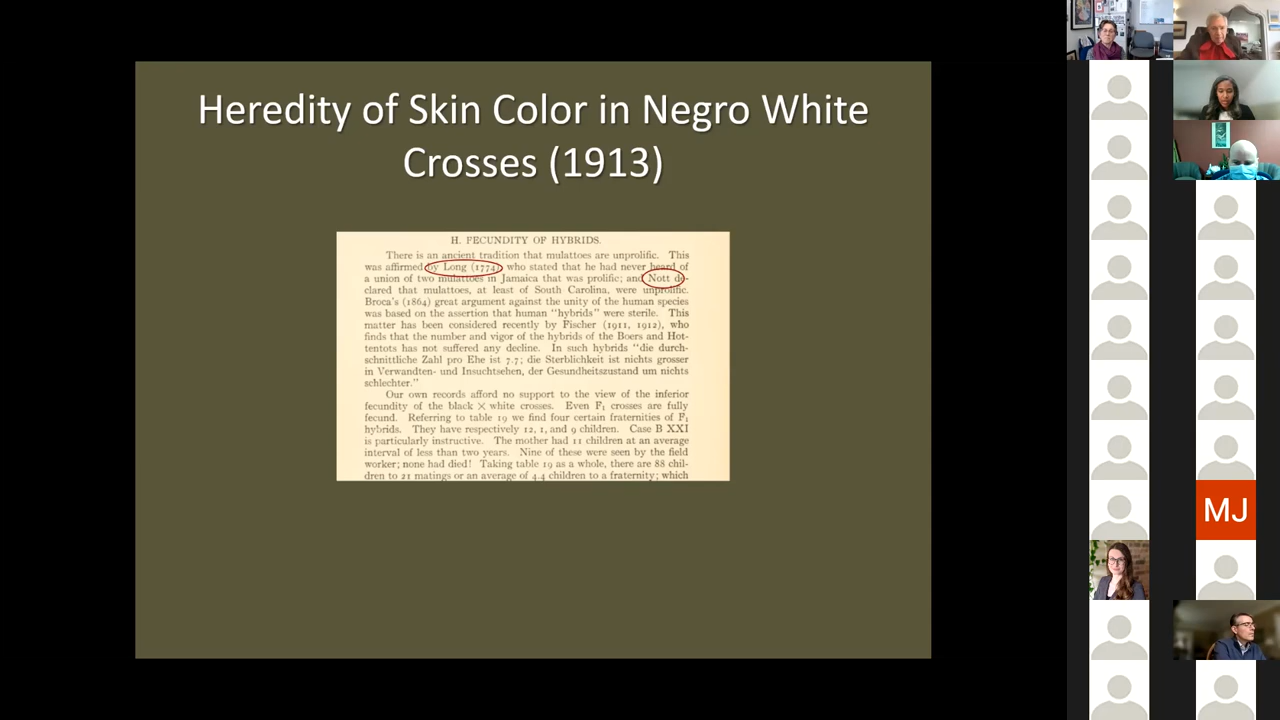 Heredity of Skin Color in Negro White
Crosses (1913)
H. FECUNDITY OF HYBRIDS.
There is an ancient tradition that mulattoes are unprolific. This
was affirmed by Long (1774), who stated that he had never heard of
a union of two mulattoes in Jamaica that was prolific; and Nott de-
clared that mulattoes, at least of South Carolina, were unprolific.
Broca's (1864) great argument against the unity of the human species
was based on the assertion that human "hybrids" were sterile. This
matter has been considered recently by Fischer (1911, 1912), who
finds that the number and vigor of the hybrids of the Boers and Hot-
tentots has not suffered any decline. In such hybrids "die durch-
schnittliche Zahl pro Ehe ist 7.7; die Sterblichkeit ist nichts grosser
in Verwandten- und Insuchtsehen, der Gesundheitszustand um nichts
schlechter."
Our own records afford no support to the view of the inferior
fecundity of the black × white crosses. Even F₁ crosses are fully
fecund. Referring to table 19 we find four certain fraternities of F₁
hybrids. They have respectively 12, 1, and 9 children. Case B XXI
is particularly instructive. The mother had 11 children at an average
interval of less than two years. Nine of these were seen by the field
worker; none had died! Taking table 19 as a whole, there are 88 chil-
dren to 21 matings or an average of 4.4 children to a fraternity; which
MJ